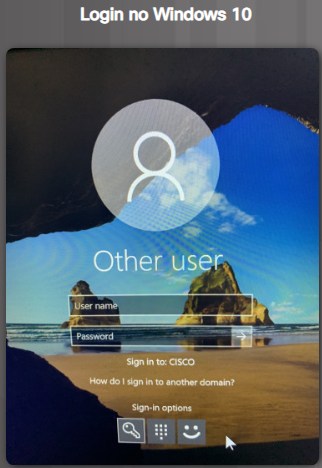 Login no Windows 10
Other user
User name
Password
Sign in to: CISCO
How do I sign in to another domain?
Sign-in options